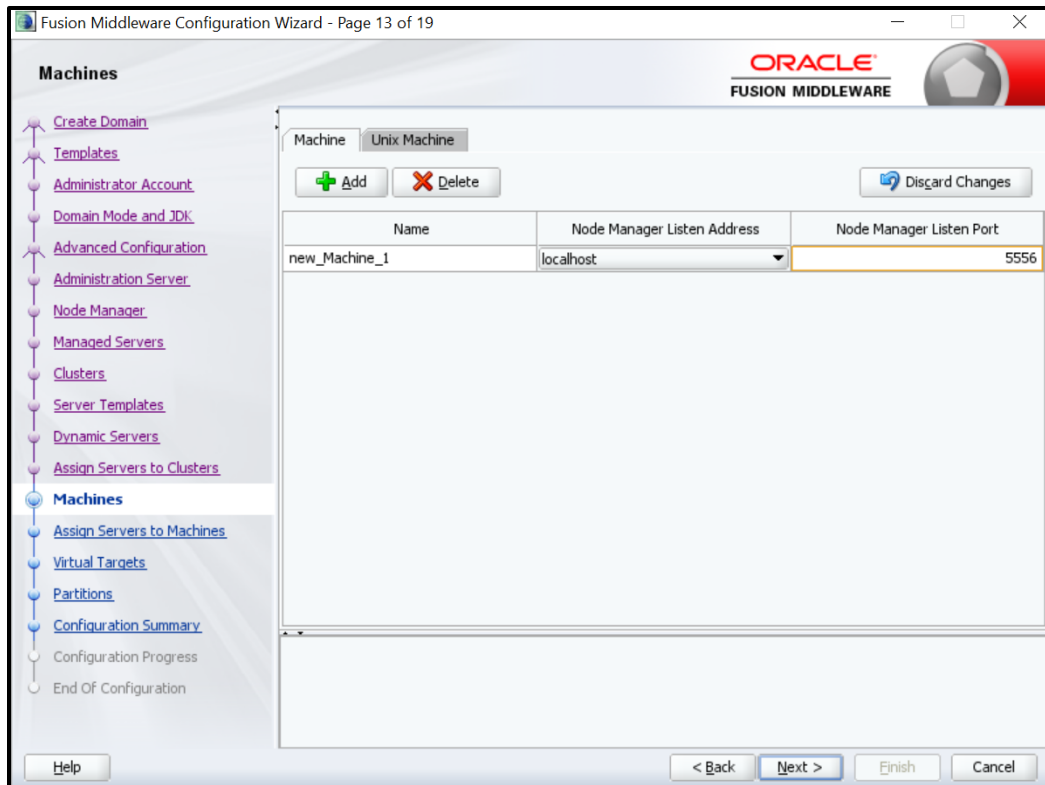 Fusion Middleware Configuration Wizard - Page 13 of 19
Machines
ORACLE
FUSION MIDDLEWARE
Create Domain
Templates
Administrator Account
Domain Mode and JDK
Advanced Configuration
Administration Server
Node Manager
Managed Servers
Clusters
Server Templates
Dynamic Servers
Assign Servers to Clusters
Machines
Assign Servers to Machines
Virtual Targets
Partitions
Configuration Summary
Configuration Progress
End Of Configuration
Machine Unix Machine
Add Delete Discard Changes
Name Node Manager Listen Address Node Manager Listen Port
new_Machine_1 localhost 5556
Help < Back Next > Finish Cancel